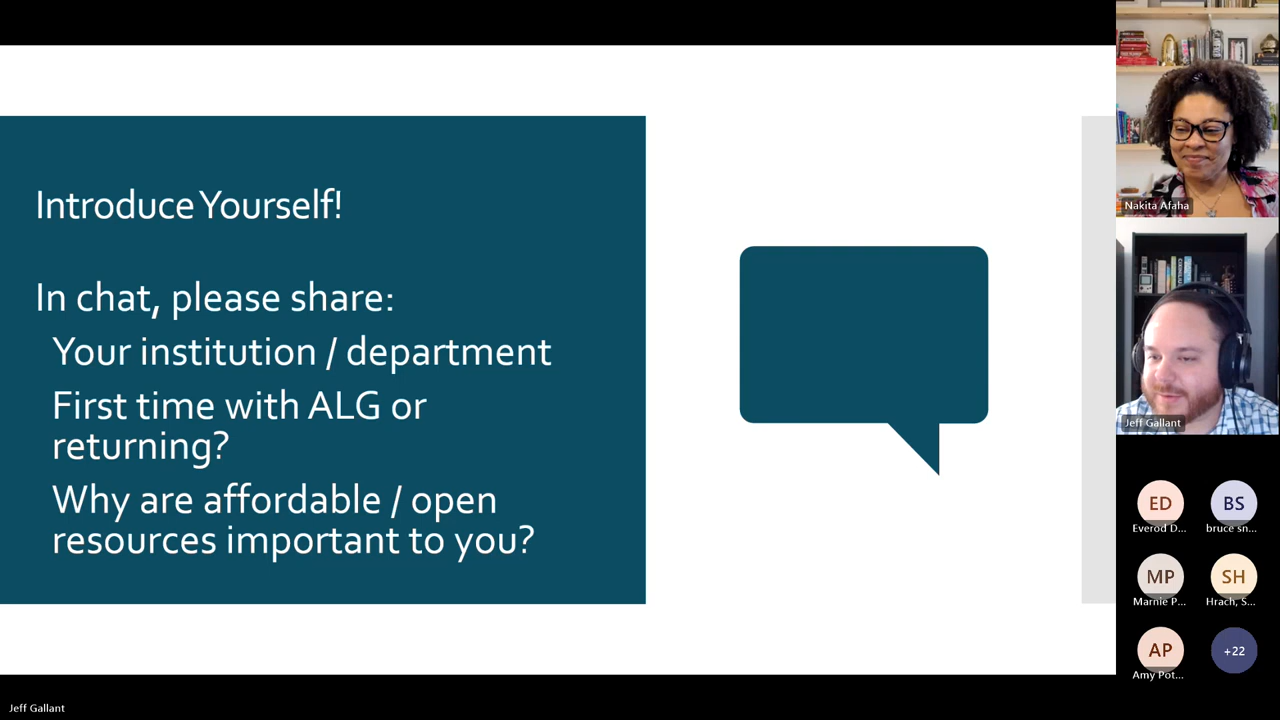 Introduce Yourself!
In chat, please share:
Your institution / department
First time with ALG or
returning?
Why are affordable / open
resources important to you?
Nakita Afaha
Jeff Gallant
ED
Everod D...
BS
bruce sn...
MP
Marnie P...
SH
Hrach, S...
AP
Amy Pot...
+22
Jeff Gallant